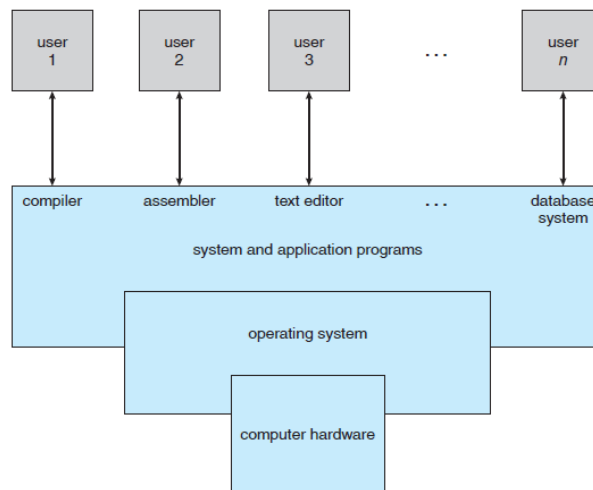 user
1
user
2
user
3
...
user
n
compiler
assembler
text editor
...
database
system
system and application programs
operating system
computer hardware